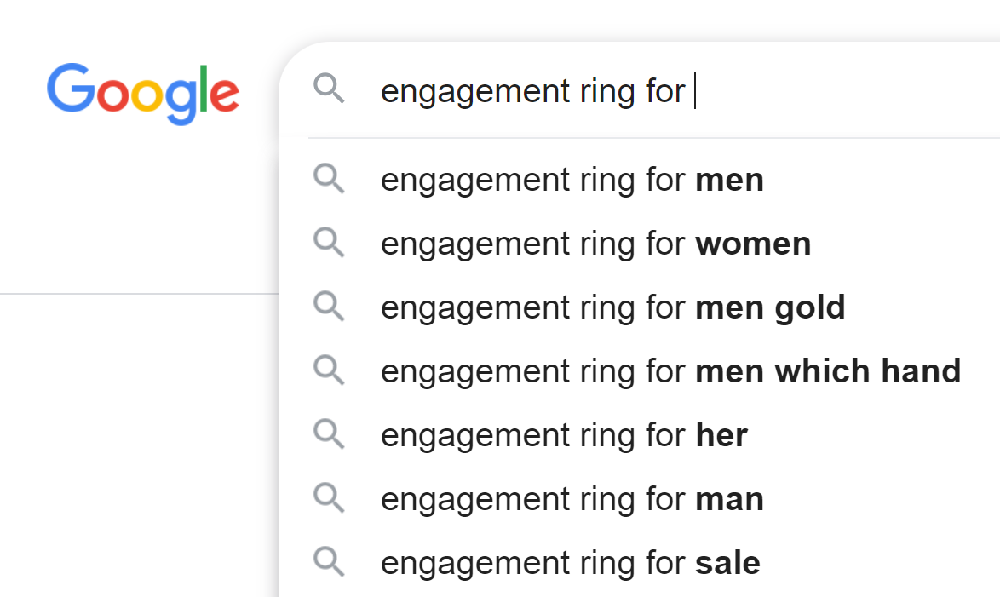 Google
engagement ring for
engagement ring for men
engagement ring for women
engagement ring for men gold
engagement ring for men which hand
engagement ring for her
engagement ring for man
engagement ring for sale